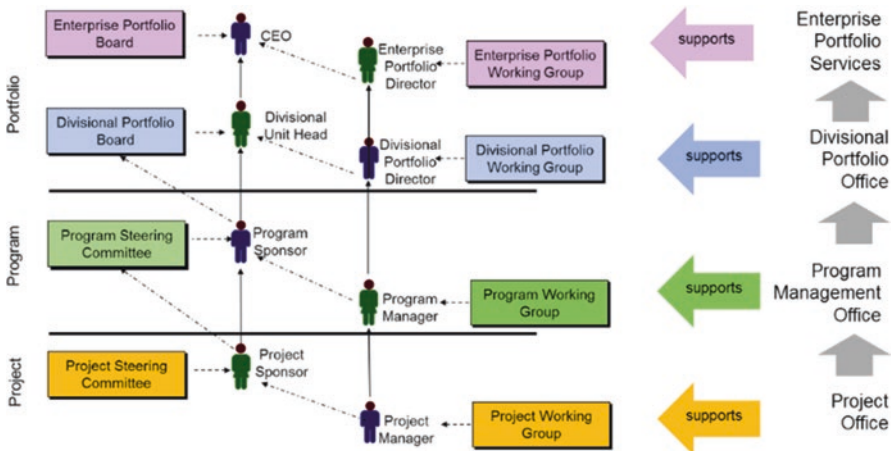 Portfolio
Enterprise Portfolio
Board
CEO
Enterprise
Portfolio
Director
Enterprise Portfolio
Working Group
supports
Enterprise
Portfolio
Services
Divisional Portfolio
Board
Divisional
Unit Head
Divisional
Portfolio
Director
Divisional Portfolio
Working Group
supports
Divisional
Portfolio
Office
Program
Program Steering
Committee
Program
Sponsor
Program
Manager
Program Working
Group
supports
Program
Management
Office
Project
Project Steering
Committee
Project
Sponsor
Project
Manager
Project Working
Group
supports
Project
Office